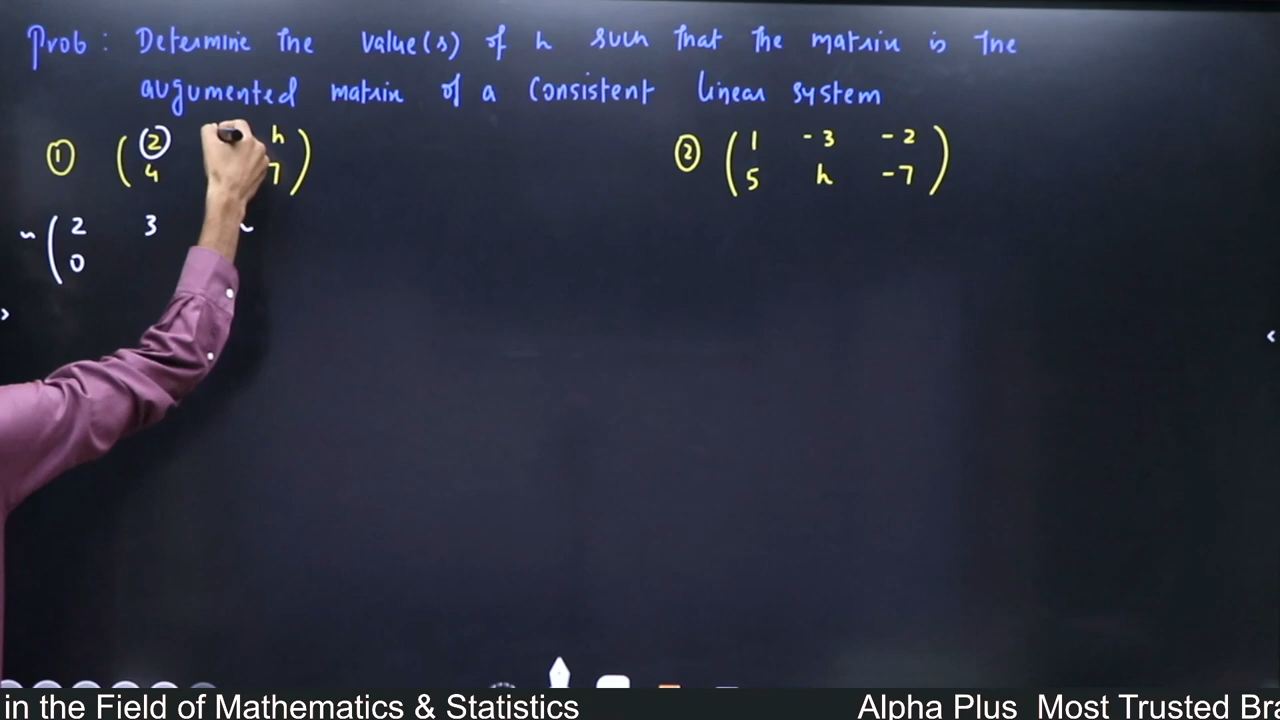 Prob: Determine the value(s) of h such that the matrix is the
augumented matrix of a consistent linear system
① ( 2 h
4 7 )
② ( 1 -3 -2
5 h -7 )
~ ( 2 3
0
in the Field of Mathematics & Statistics Alpha Plus Most Trusted Bra